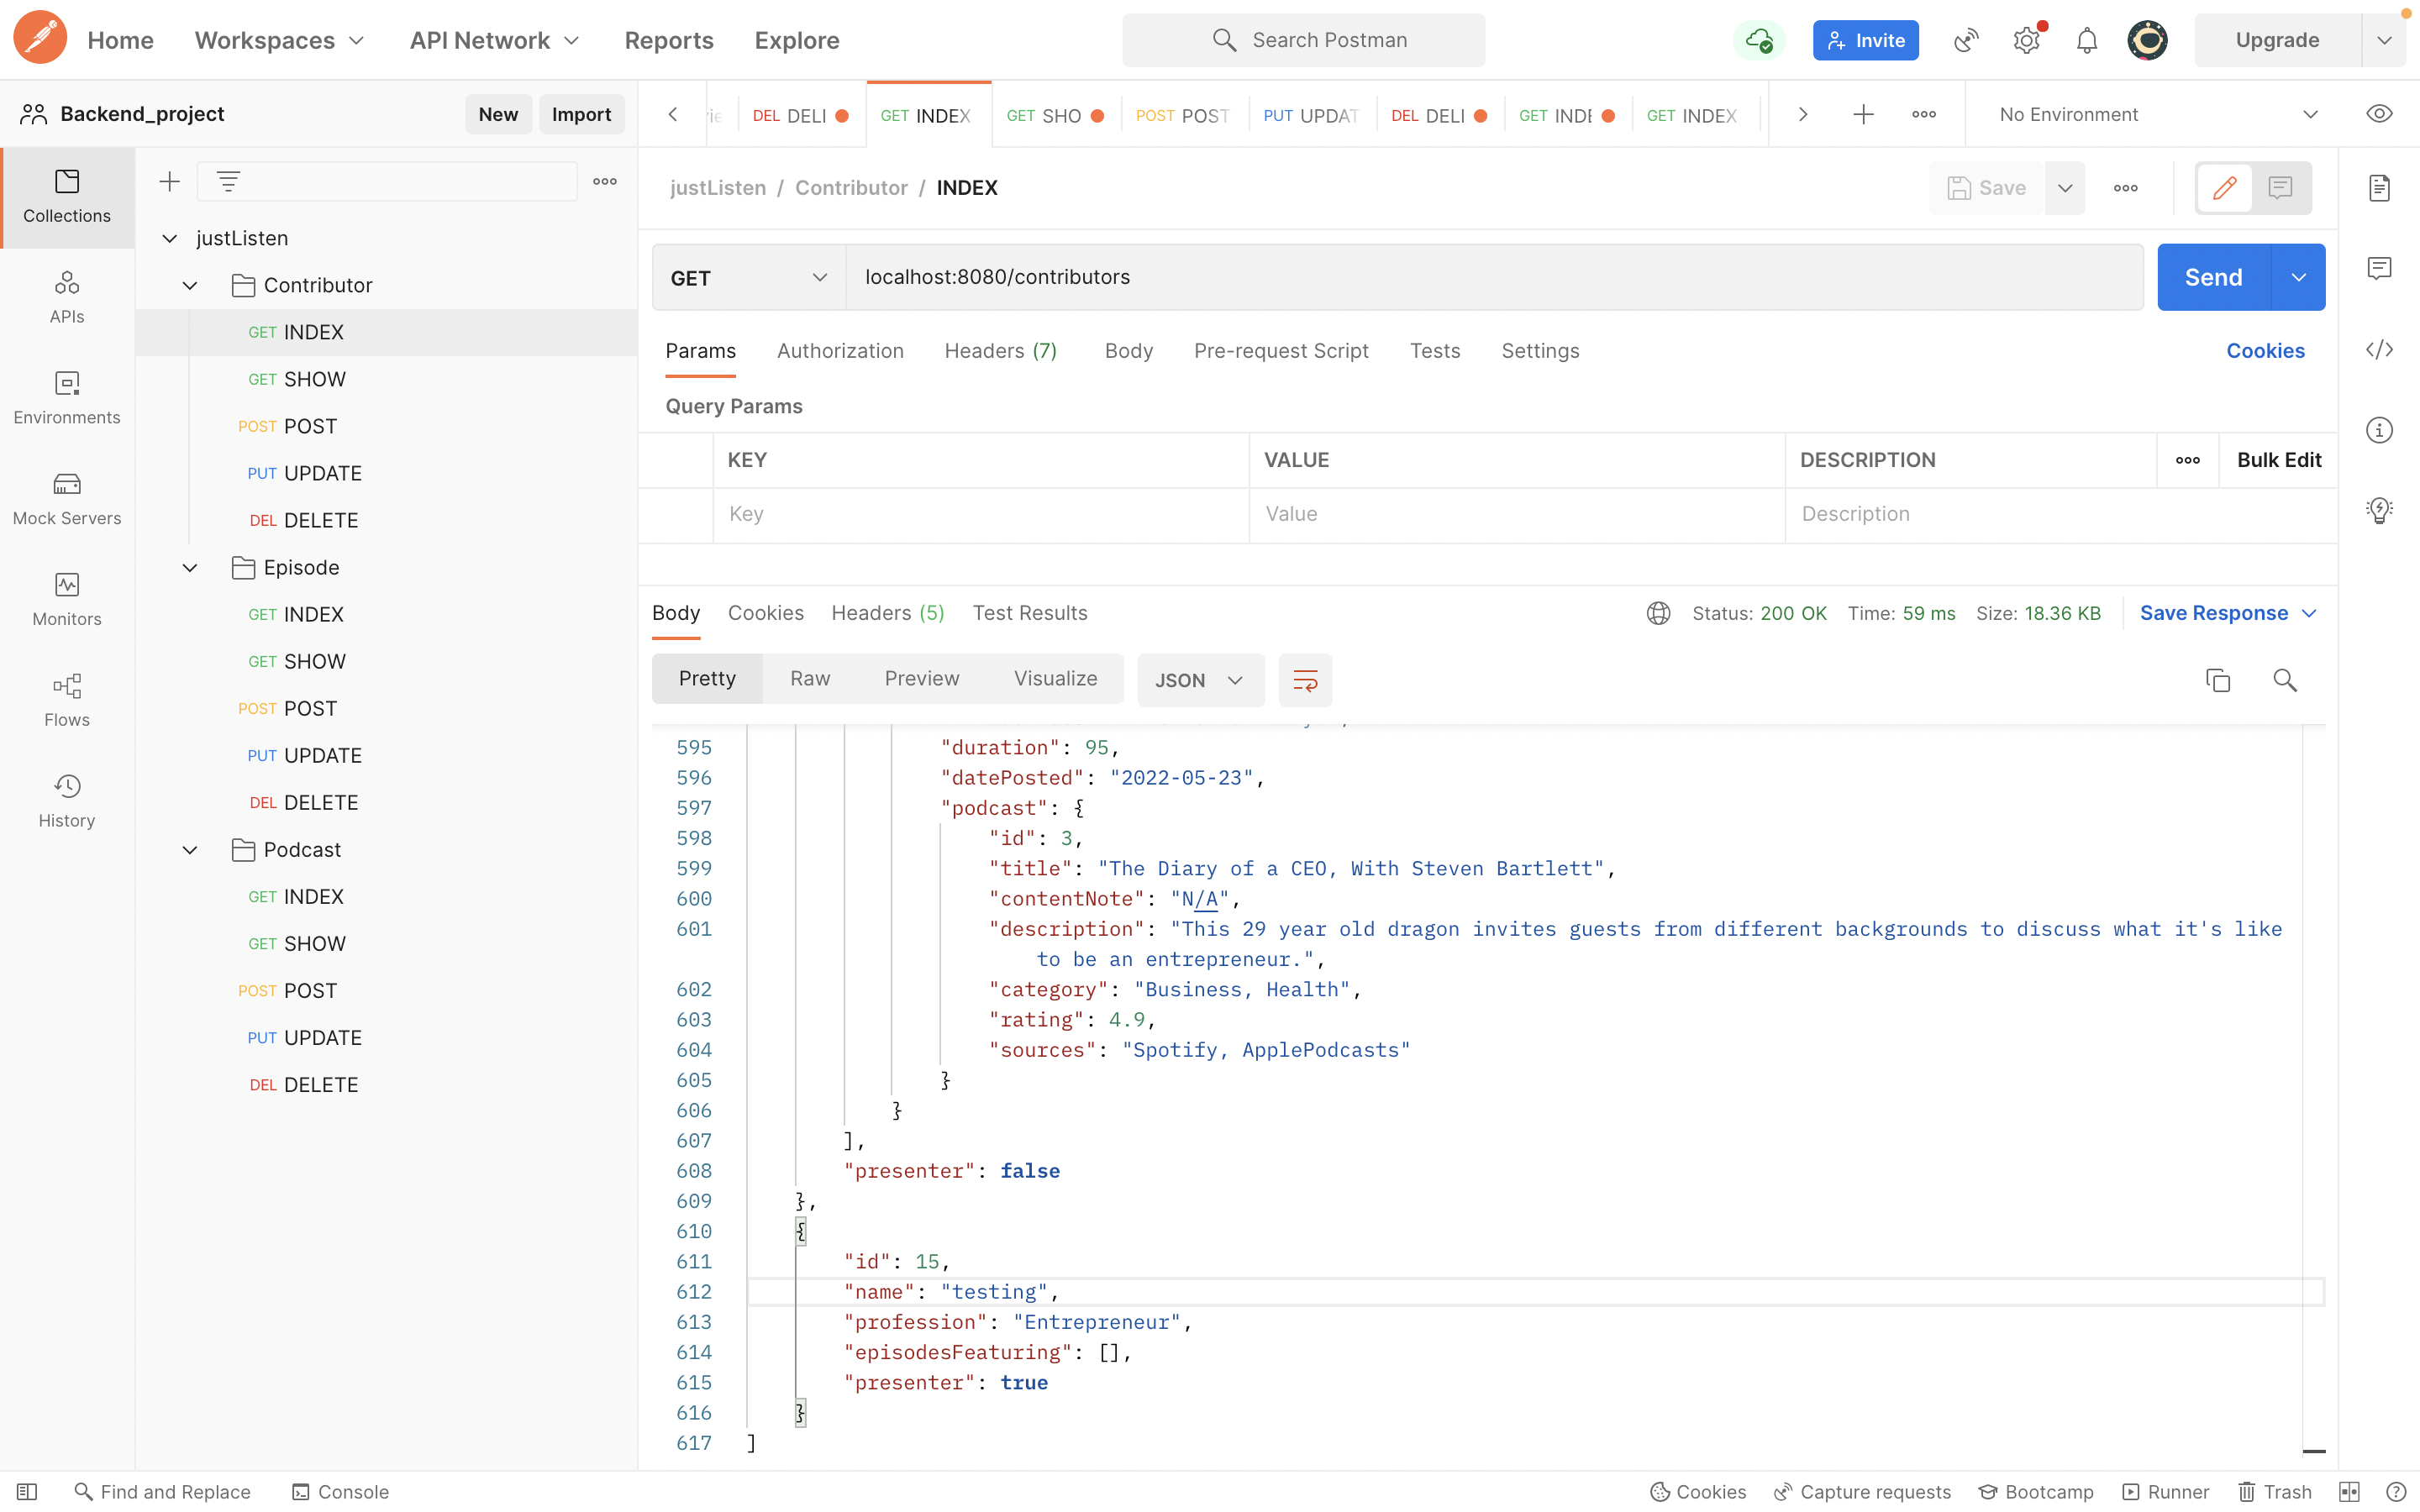 Home Workspaces API Network Reports Explore Search Postman Invite Upgrade
Backend_project New Import
DEL DELI GET INDEX GET SHO POST POST PUT UPDAT DEL DELI GET INDE GET INDEX No Environment
Collections
APIs
Environments
Mock Servers
Monitors
Flows
History
justListen
Contributor
GET INDEX
GET SHOW
POST POST
PUT UPDATE
DEL DELETE
Episode
GET INDEX
GET SHOW
POST POST
PUT UPDATE
DEL DELETE
Podcast
GET INDEX
GET SHOW
POST POST
PUT UPDATE
DEL DELETE
justListen / Contributor / INDEX Save
GET localhost:8080/contributors Send
Params Authorization Headers (7) Body Pre-request Script Tests Settings Cookies
Query Params
KEY VALUE DESCRIPTION Bulk Edit
Key Value Description
Body Cookies Headers (5) Test Results Status: 200 OK Time: 59 ms Size: 18.36 KB Save Response
Pretty Raw Preview Visualize JSON
595 "duration": 95,
596 "datePosted": "2022-05-23",
597 "podcast": {
598 "id": 3,
599 "title": "The Diary of a CEO, With Steven Bartlett",
600 "contentNote": "N/A",
601 "description": "This 29 year old dragon invites guests from different backgrounds to discuss what it's like
to be an entrepreneur.",
602 "category": "Business, Health",
603 "rating": 4.9,
604 "sources": "Spotify, ApplePodcasts"
605 }
606 }
607 ],
608 "presenter": false
609 },
610 {
611 "id": 15,
612 "name": "testing",
613 "profession": "Entrepreneur",
614 "episodesFeaturing": [],
615 "presenter": true
616 }
617 ]
Find and Replace Console Cookies Capture requests Bootcamp Runner Trash